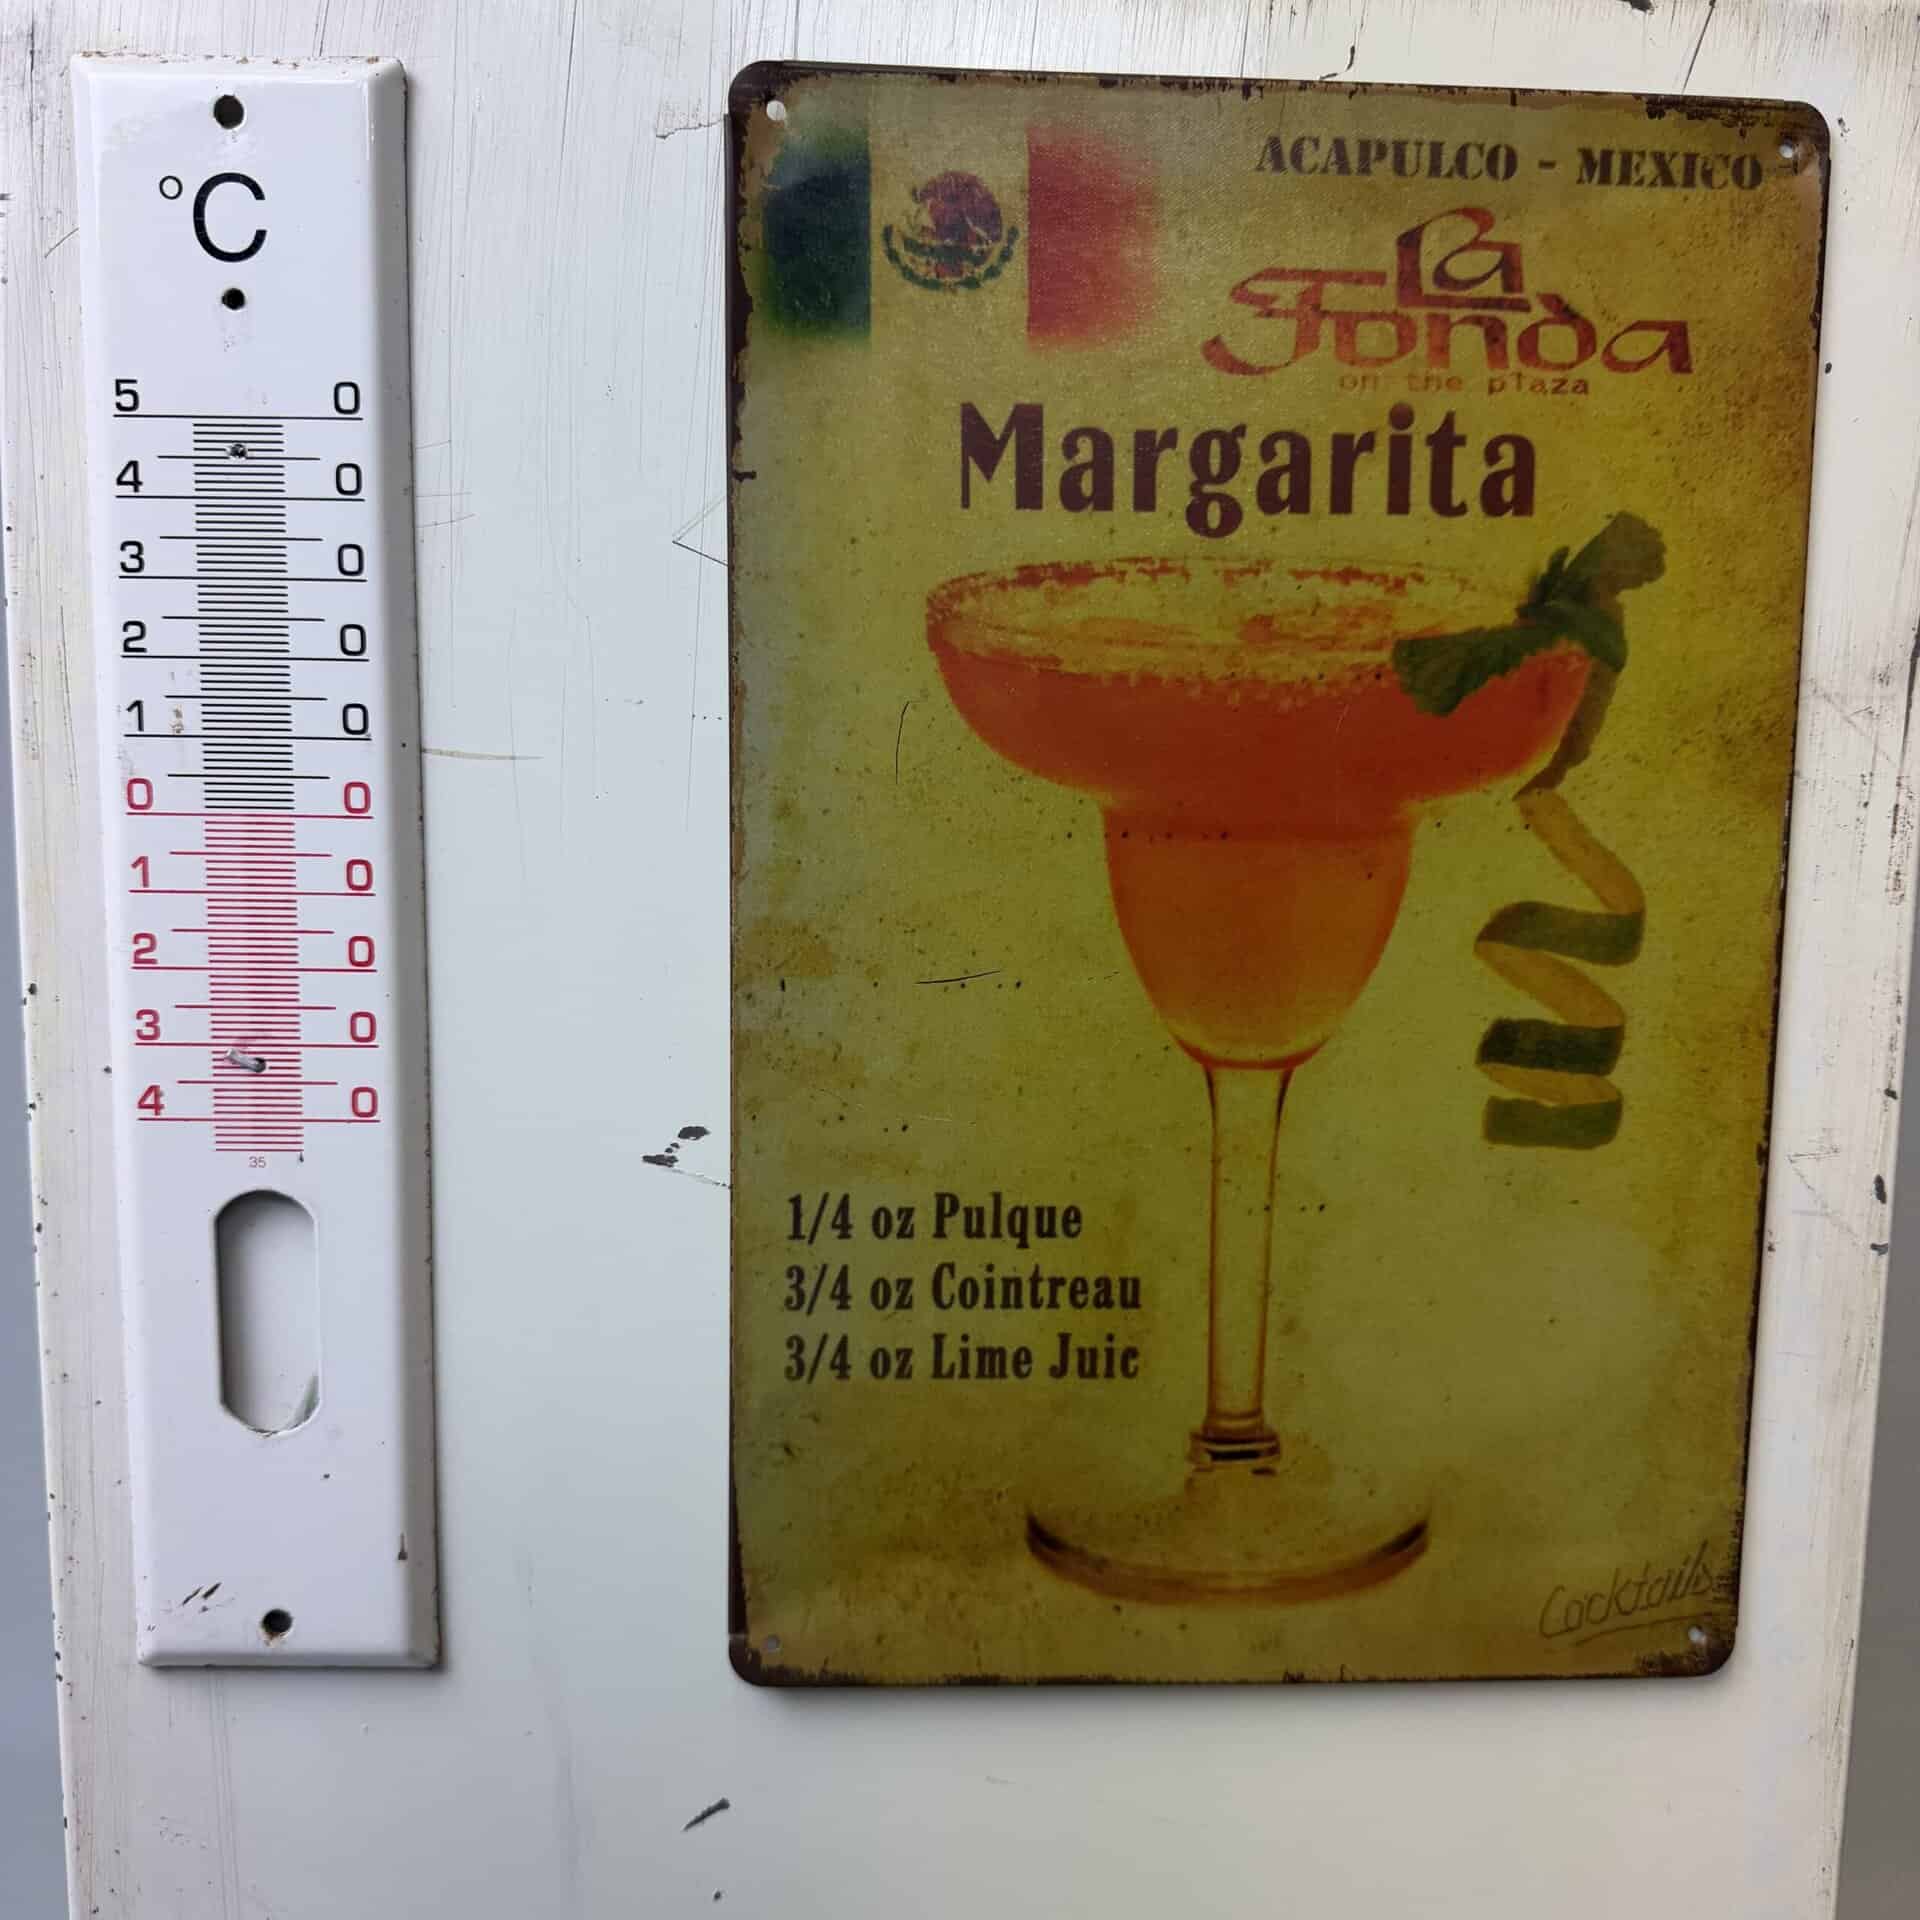 °C
5 0
4 0
3 0
2 0
1 0
0 0
1 0
2 0
3 0
4 0
35
ACAPULCO - MEXICO
La
Fonda
on the plaza
Margarita
1/4 oz Pulque
3/4 oz Cointreau
3/4 oz Lime Juic
Cocktails